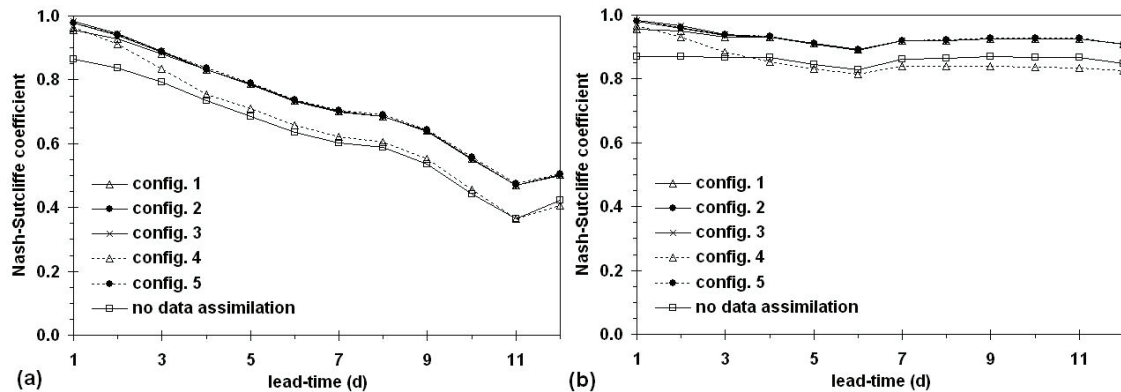 Nash-Sutcliffe coefficient
1.0
0.8
0.6
0.4
0.2
0.0
config. 1
config. 2
config. 3
config. 4
config. 5
no data assimilation
1 3 5 7 9 11
lead-time (d)
(a)
Nash-Sutcliffe coefficient
1.0
0.8
0.6
0.4
0.2
0.0
config. 1
config. 2
config. 3
config. 4
config. 5
no data assimilation
1 3 5 7 9 11
lead-time (d)
(b)